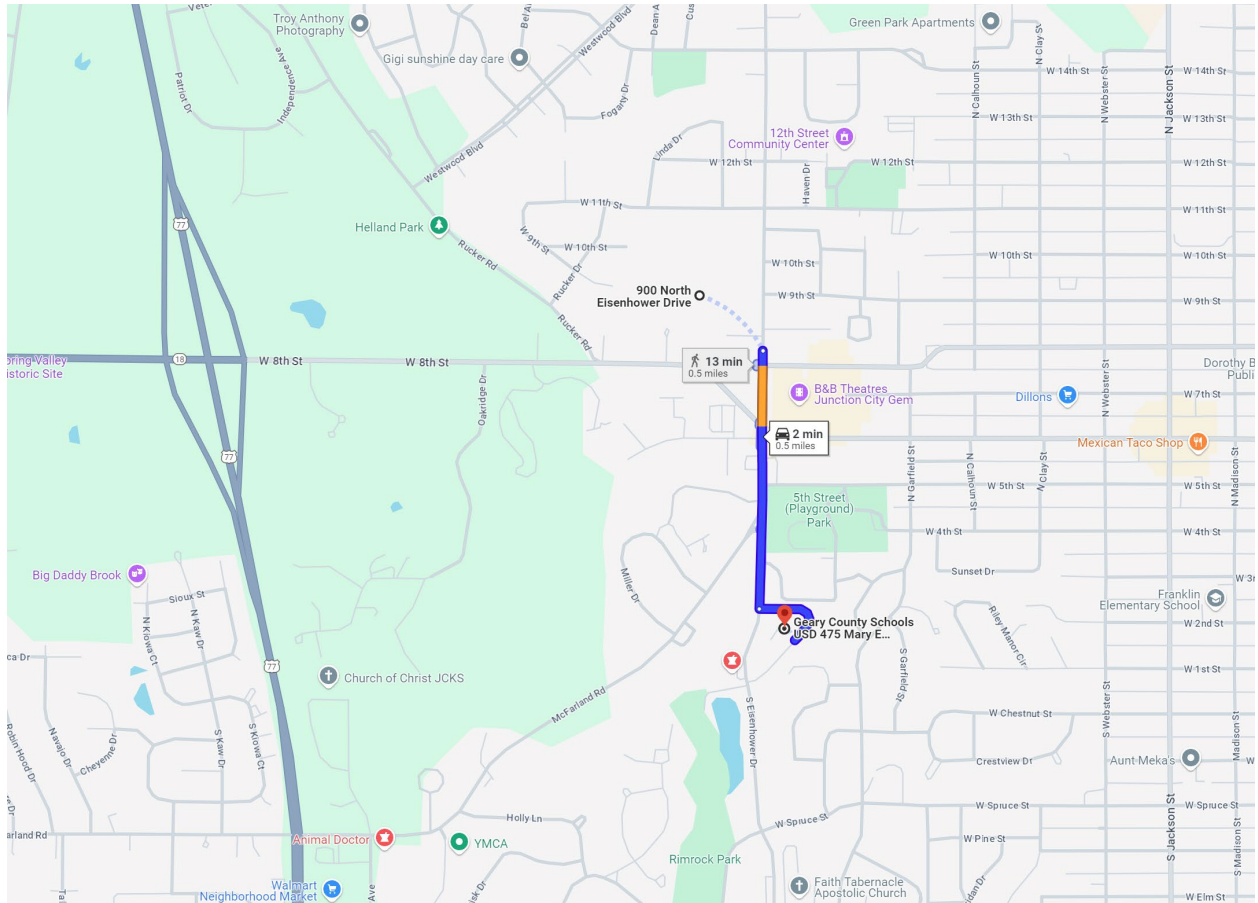 Troy Anthony
Photography
Gigi sunshine day care
Green Park Apartments
Westwood Blvd
Patriot Dr
Independence Ave
Fogarty Dr
N Calhoun St
N Clay St
W 14th St
N Webster St
N Jackson St
W 14th St
W 13th St
W 13th St
12th Street
Community Center
Linda Dr
W 12th St
W 12th St
W 12th St
Westwood Blvd
Haven Dr
77
Helland Park
W 11th St
W 11th St
W 9th St
W 10th St
Rucker Rd
Rucker Dr
W 10th St
W 10th St
W 10th St
900 North
Eisenhower Drive
W 9th St
W 9th St
Rucker Rd
18
W 8th St
W 8th St
13 min
0.5 miles
B&B Theatres
Junction City Gem
Dillons
N Webster St
W 7th St
Oakridge Dr
2 min
0.5 miles
Mexican Taco Shop
77
N Garfield St
N Calhoun St
N Clay St
N Madison St
5th Street
(Playground)
Park
W 5th St
W 5th St
W 4th St
W 4th St
Big Daddy Brook
Sioux St
N Kiowa Ct
N Kaw Dr
Miller Dr
Sunset Dr
Franklin
Elementary School
Geary County Schools
USD 475 Mary E...
Riley Manor Cir
W 2nd St
77
Church of Christ JCKS
S Garfield St
W 1st St
McFarland Rd
S Eisenhower Dr
W Chestnut St
S Webster St
Madison St
Robin Hood Dr
Navajo Dr
Cheyenne Dr
S Kaw Dr
S Kiowa Ct
Crestview Dr
Aunt Meka's
W Spruce St
W Spruce St
W Spruce St
Holly Ln
Animal Doctor
YMCA
W Pine St
S Jackson St
S Madison St
Rimrock Park
Walmart
Neighborhood Market
Faith Tabernacle
Apostolic Church
W Elm St